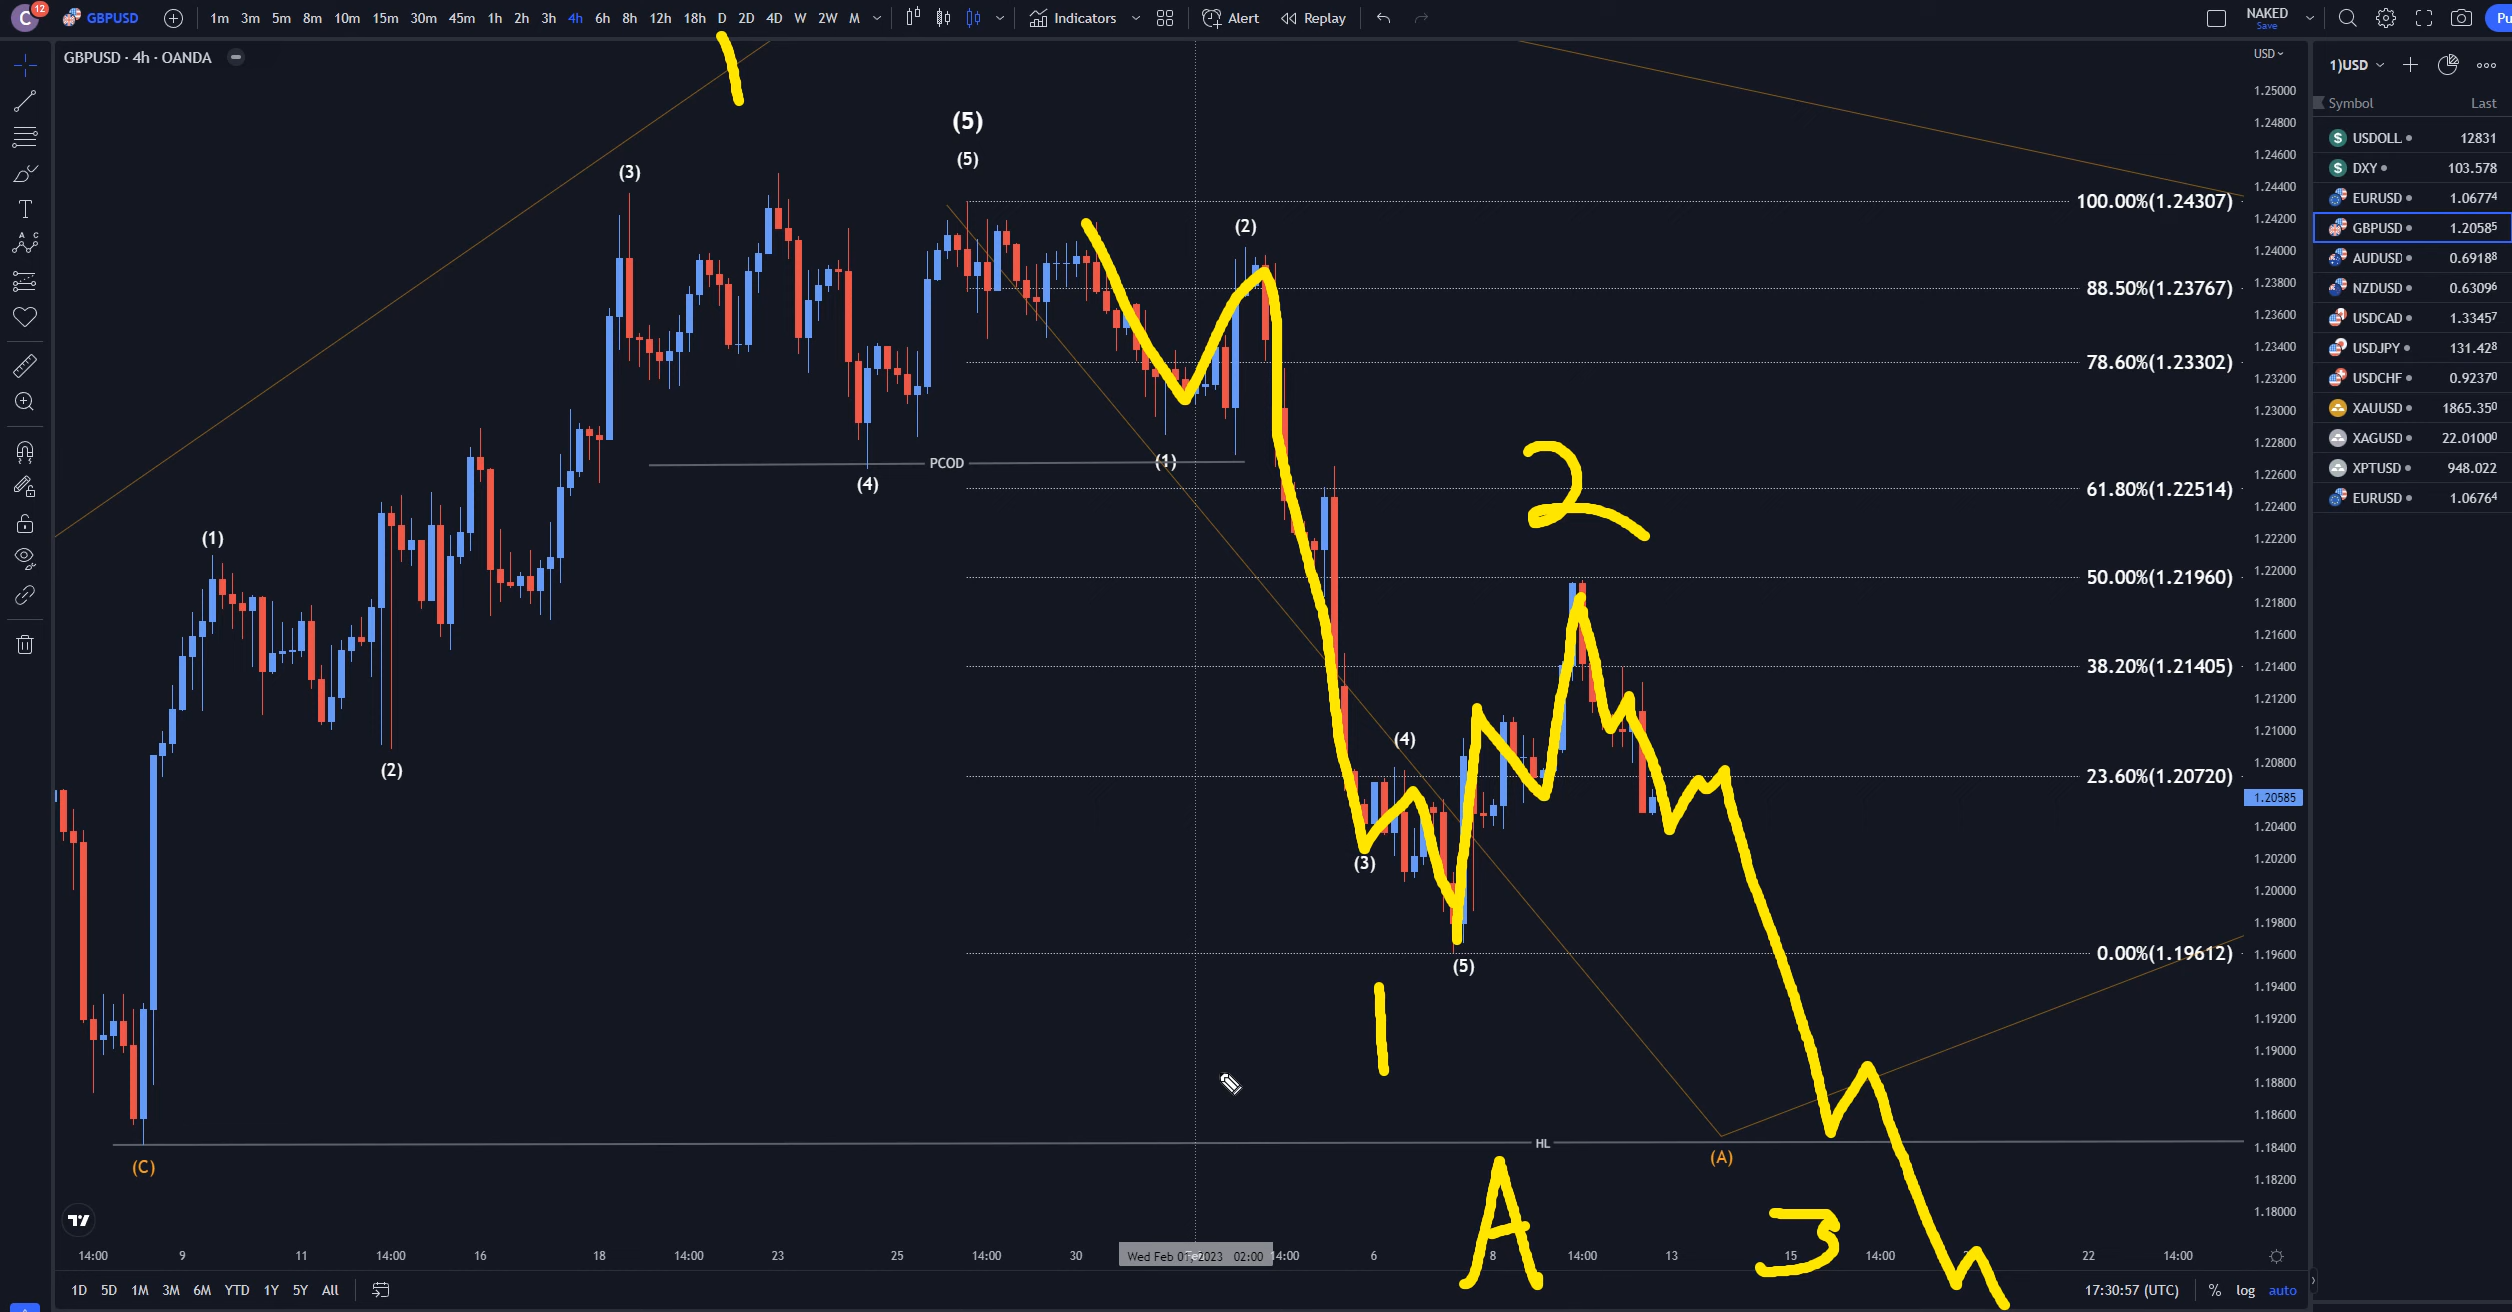 C 12 GBPUSD 1m 3m 5m 8m 10m 15m 30m 45m 1h 2h 3h 4h 6h 8h 12h 18h D 2D 4D W 2W M Indicators Alert Replay NAKED Save Pu
GBPUSD · 4h · OANDA
USD
1)USD
Symbol Last
USDOLL 12831
DXY 103.578
EURUSD 1.06774
GBPUSD 1.20585
AUDUSD 0.69188
NZDUSD 0.63096
USDCAD 1.33457
USDJPY 131.428
USDCHF 0.92370
XAUUSD 1865.350
XAGUSD 22.01000
XPTUSD 948.022
EURUSD 1.06764
(5)
(5)
(3)
(2)
(1)
(2)
(4)
PCOD
(1)
(4)
(3)
(5)
HL
(C)
(A)
2
1
A
3
100.00%(1.24307)
88.50%(1.23767)
78.60%(1.23302)
61.80%(1.22514)
50.00%(1.21960)
38.20%(1.21405)
23.60%(1.20720)
0.00%(1.19612)
1.25000
1.24800
1.24600
1.24400
1.24200
1.24000
1.23800
1.23600
1.23400
1.23200
1.23000
1.22800
1.22600
1.22400
1.22200
1.22000
1.21800
1.21600
1.21400
1.21200
1.21000
1.20800
1.20585
1.20400
1.20200
1.20000
1.19800
1.19600
1.19400
1.19200
1.19000
1.18800
1.18600
1.18400
1.18200
1.18000
14:00 9 11 14:00 16 18 14:00 23 25 14:00 30 Wed Feb 01, 2023 02:00 14:00 6 8 14:00 13 15 14:00 22 14:00
1D 5D 1M 3M 6M YTD 1Y 5Y All 17:30:57 (UTC) % log auto